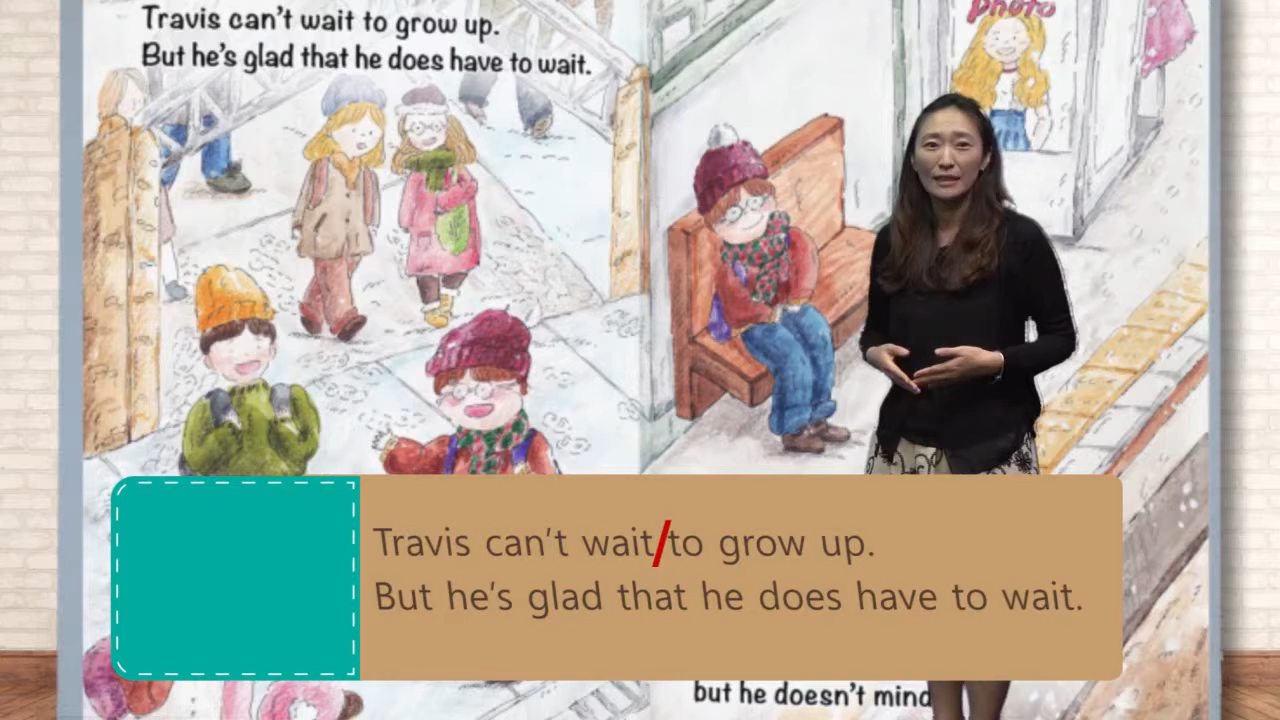 Travis can't wait to grow up.
But he's glad that he does have to wait.
photo
Travis can't wait/to grow up.
But he's glad that he does have to wait.
but he doesn't mind